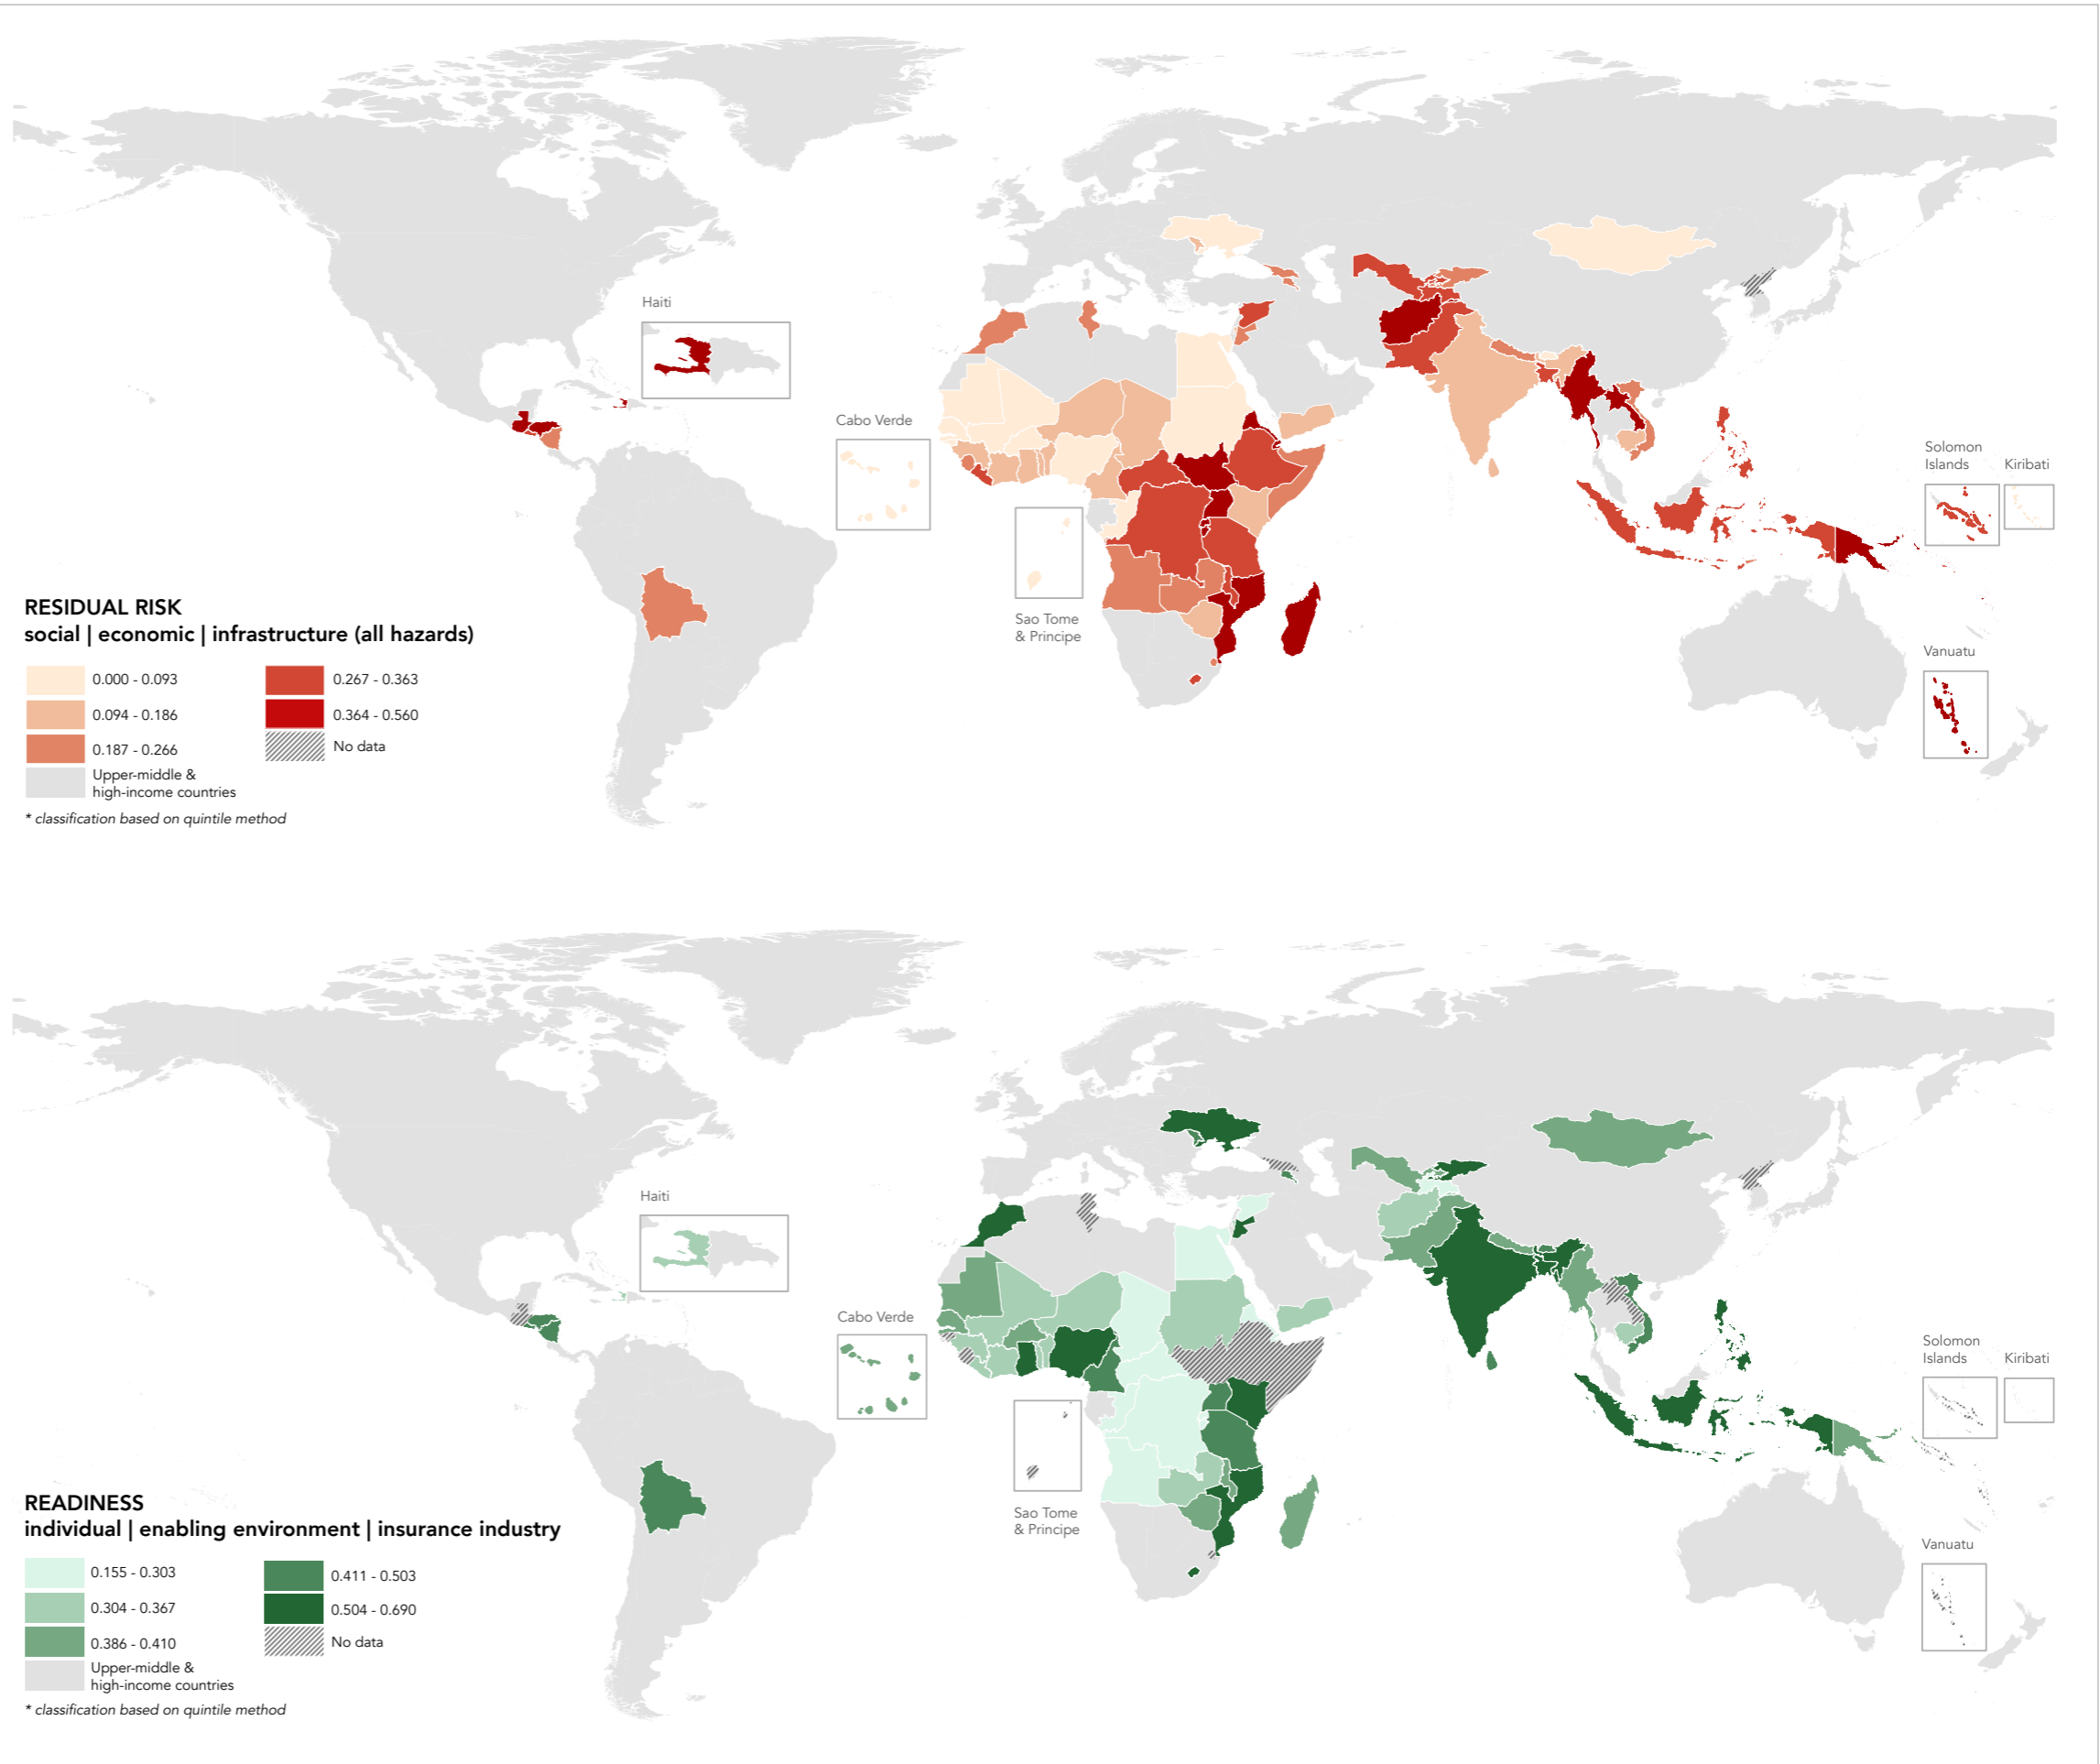 Haiti
Cabo Verde
Solomon
Islands
Kiribati
Sao Tome
& Principe
Vanuatu
RESIDUAL RISK
social | economic | infrastructure (all hazards)
0.000 - 0.093
0.267 - 0.363
0.094 - 0.186
0.364 - 0.560
0.187 - 0.266
No data
Upper-middle &
high-income countries
* classification based on quintile method
Haiti
Cabo Verde
Solomon
Islands
Kiribati
Sao Tome
& Principe
Vanuatu
READINESS
individual | enabling environment | insurance industry
0.155 - 0.303
0.411 - 0.503
0.304 - 0.367
0.504 - 0.690
0.386 - 0.410
No data
Upper-middle &
high-income countries
* classification based on quintile method